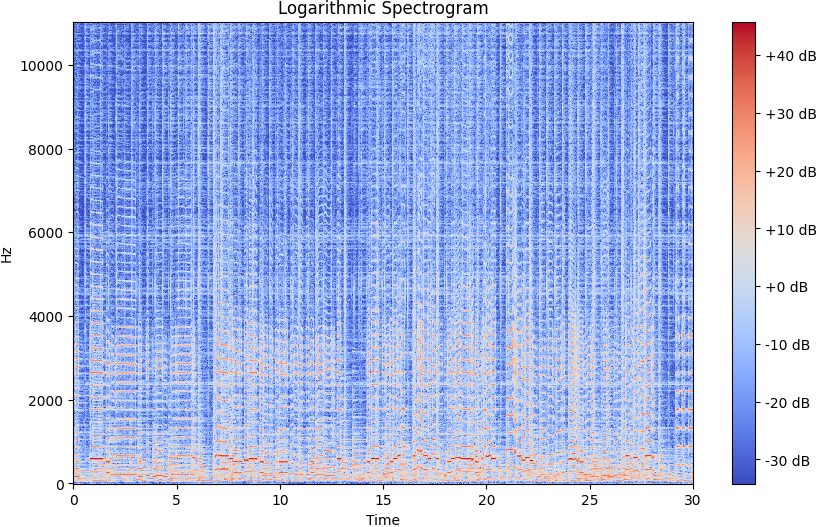 Logarithmic Spectrogram
Hz
10000
8000
6000
4000
2000
0
0 5 10 15 20 25 30
Time
+40 dB
+30 dB
+20 dB
+10 dB
+0 dB
-10 dB
-20 dB
-30 dB